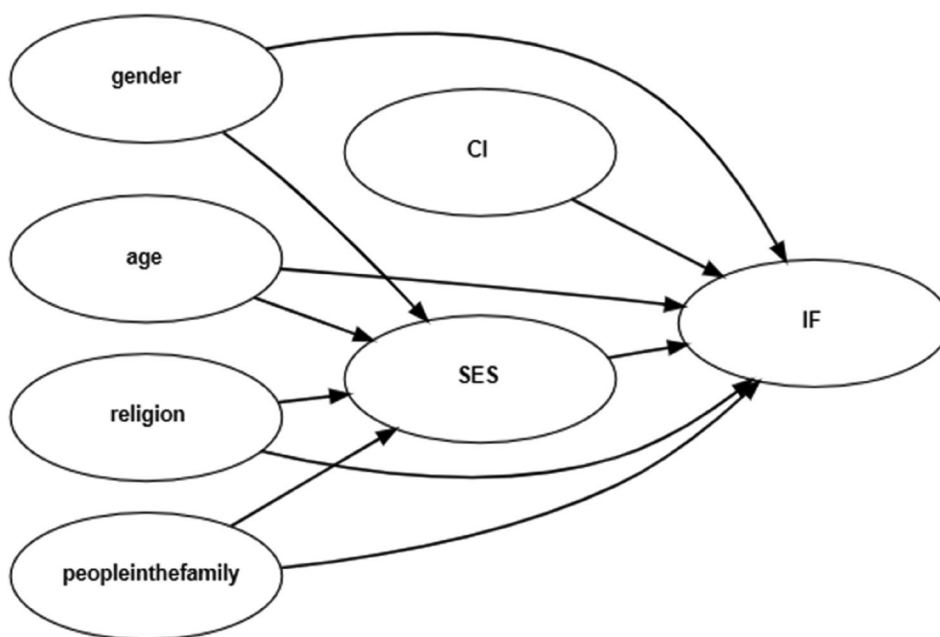 gender
CI
age
IF
SES
religion
peopleinthefamily